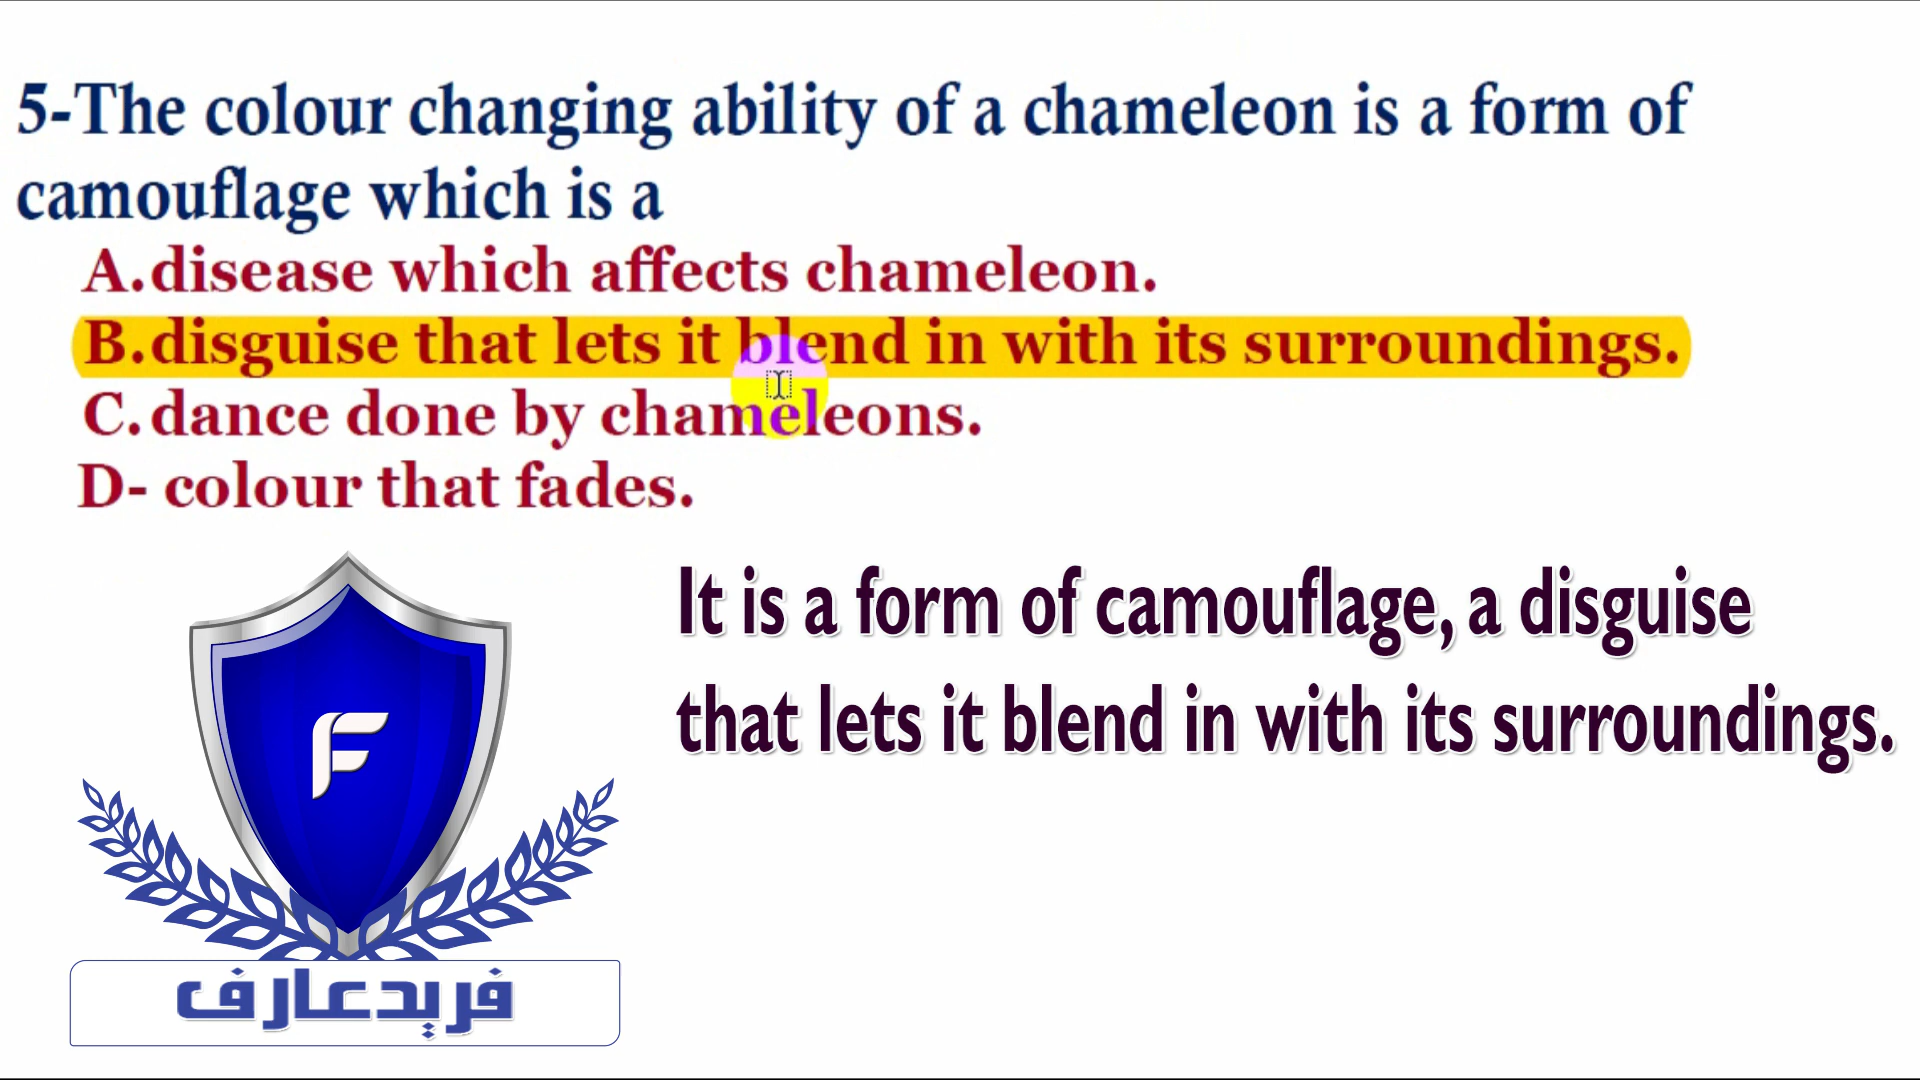 5-The colour changing ability of a chameleon is a form of
camouflage which is a
A.disease which affects chameleon.
B.disguise that lets it blend in with its surroundings.
C.dance done by chameleons.
D- colour that fades.
It is a form of camouflage, a disguise
that lets it blend in with its surroundings.
F
فريدعارف